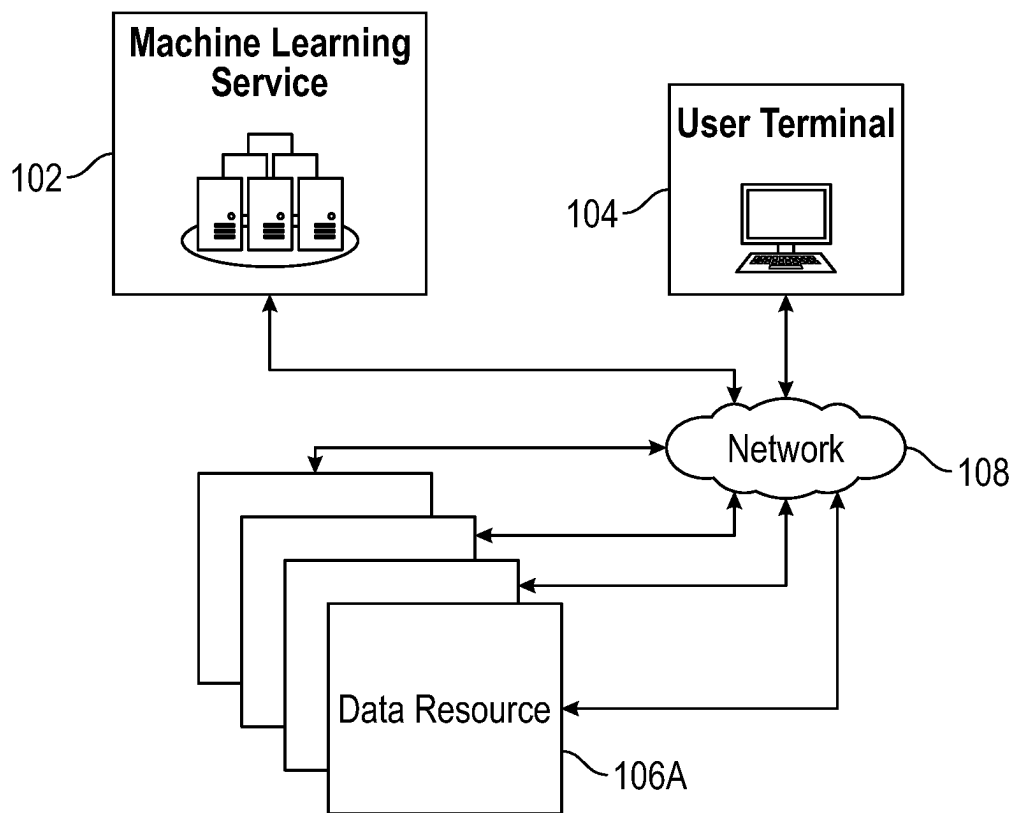 Machine Learning
Service
User Terminal
102
104
Network
108
Data Resource
106A